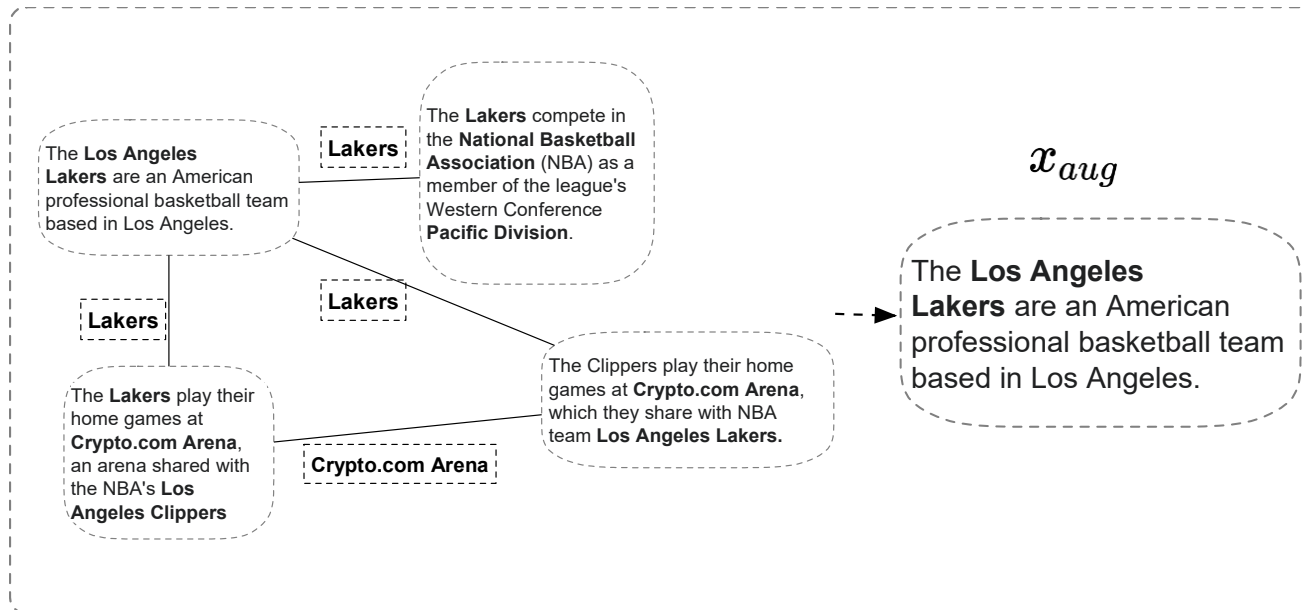 The Los Angeles
Lakers are an American
professional basketball team
based in Los Angeles.
Lakers
The Lakers compete in
the National Basketball
Association (NBA) as a
member of the league's
Western Conference
Pacific Division.
Lakers
Lakers
The Lakers play their
home games at
Crypto.com Arena,
an arena shared with
the NBA's Los
Angeles Clippers
Crypto.com Arena
The Clippers play their home
games at Crypto.com Arena,
which they share with NBA
team Los Angeles Lakers.
x_{aug}
The Los Angeles
Lakers are an American
professional basketball team
based in Los Angeles.